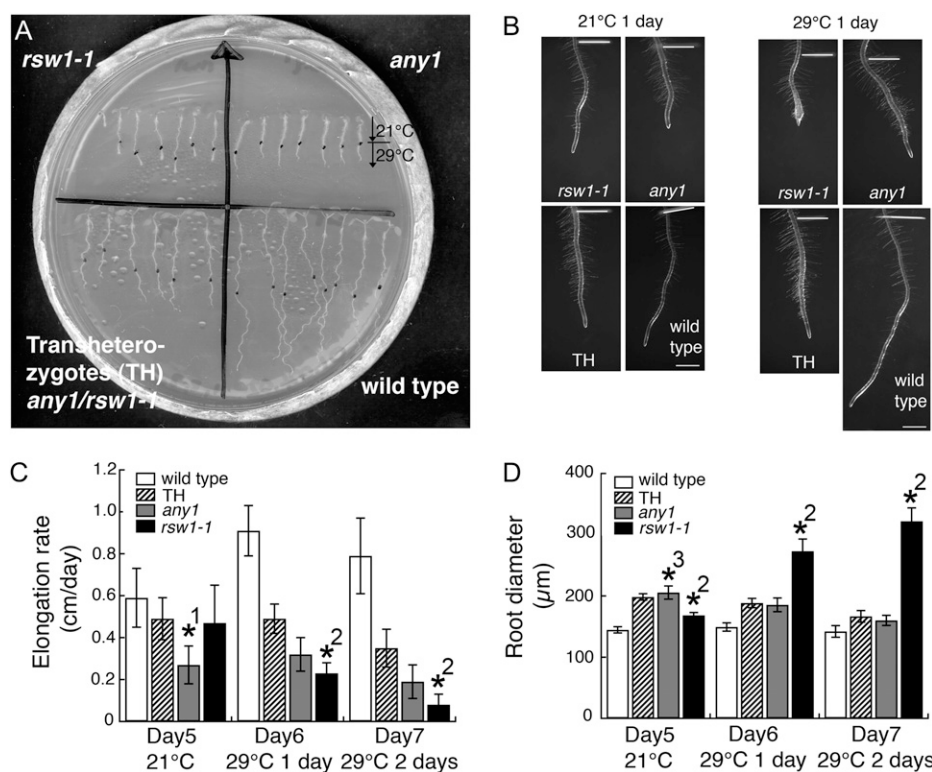 A
rsw1-1
any1
21°C
29°C
Transhetero-
zygotes (TH)
any1/rsw1-1
wild type
B
21°C 1 day
29°C 1 day
rsw1-1
any1
rsw1-1
any1
TH
wild
type
TH
wild
type
C
Elongation rate
(cm/day)
1.2
1.0
0.8
0.6
0.4
0.2
0
wild type
TH
any1
rsw1-1
*1
*2
*2
Day5
21°C
Day6
29°C 1 day
Day7
29°C 2 days
D
Root diameter
(μm)
400
300
200
100
0
wild type
TH
any1
rsw1-1
*3
*2
*2
*2
Day5
21°C
Day6
29°C 1 day
Day7
29°C 2 days